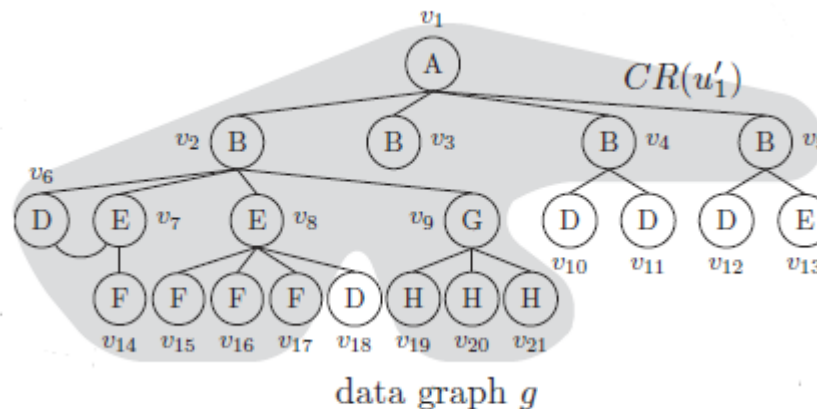 v₁
A
CR(u′₁)
v₂ B B v₃ B v₄ B
v₆
D E v₇ E v₈ v₉ G D D D E
v₁₀ v₁₁ v₁₂ v₁₃
F F F F D H H H
v₁₄ v₁₅ v₁₆ v₁₇ v₁₈ v₁₉ v₂₀ v₂₁
data graph g